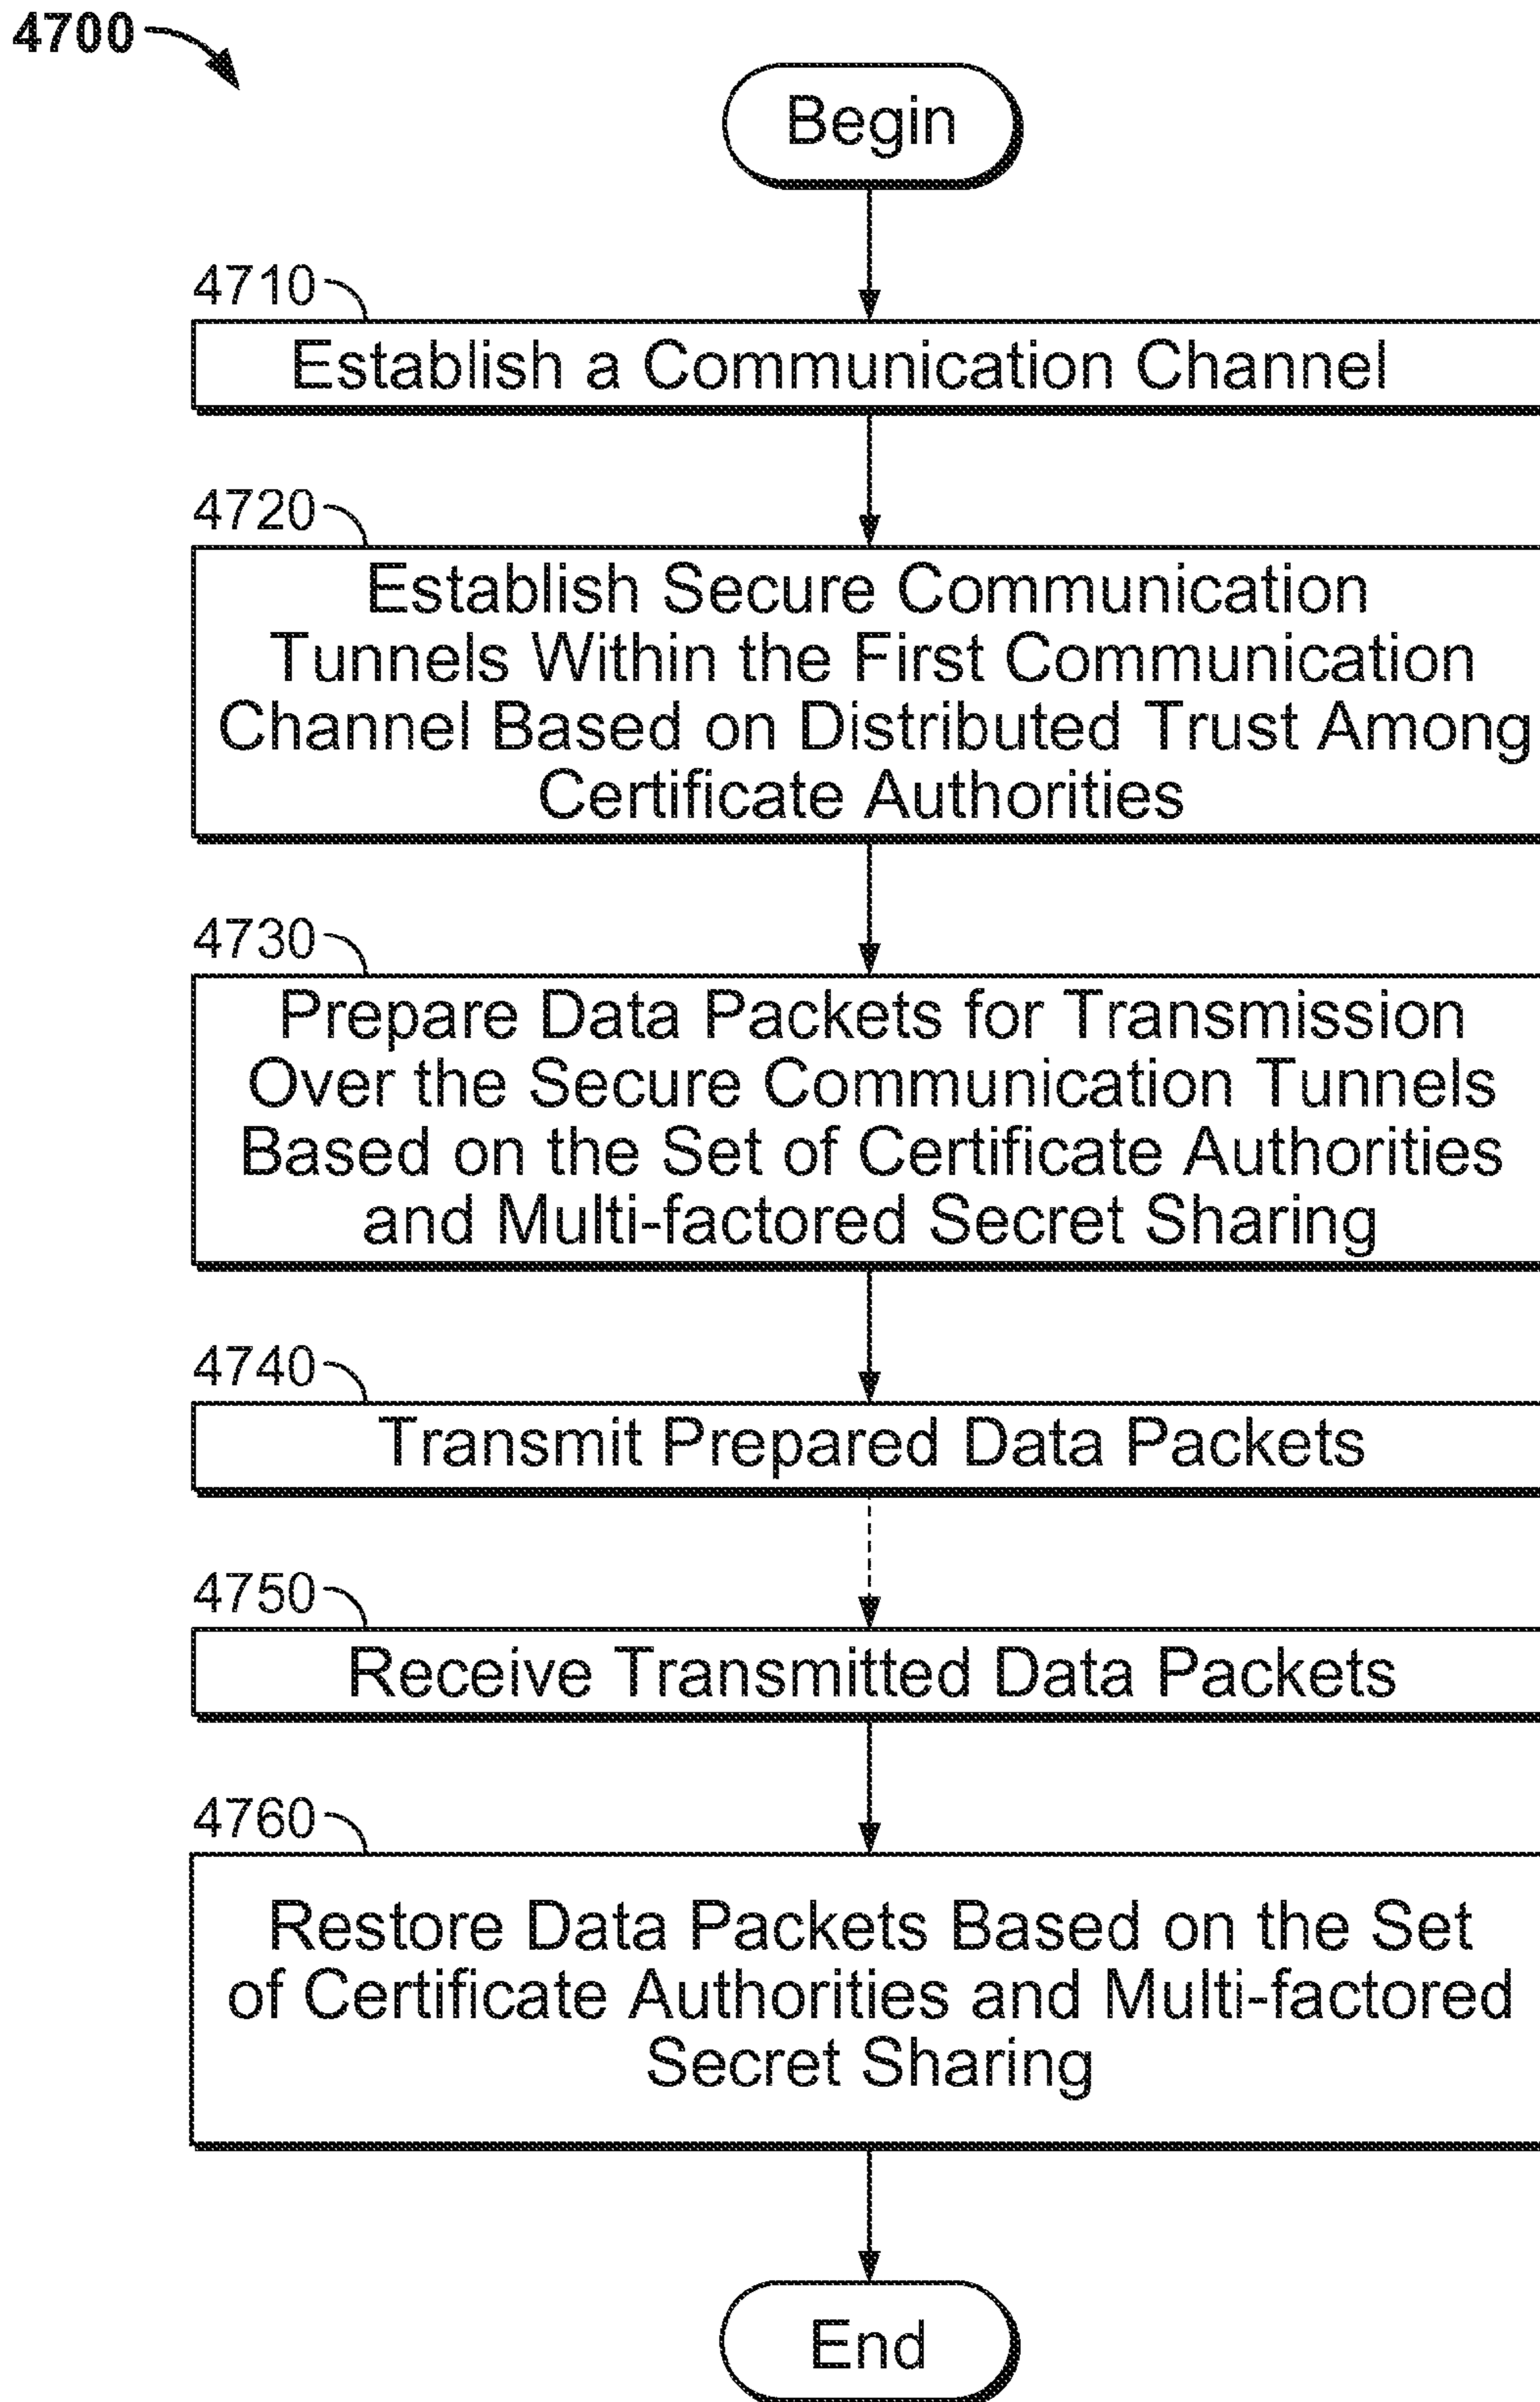 4700
Begin
4710
Establish a Communication Channel
4720
Establish Secure Communication
Tunnels Within the First Communication
Channel Based on Distributed Trust Among
Certificate Authorities
4730
Prepare Data Packets for Transmission
Over the Secure Communication Tunnels
Based on the Set of Certificate Authorities
and Multi-factored Secret Sharing
4740
Transmit Prepared Data Packets
4750
Receive Transmitted Data Packets
4760
Restore Data Packets Based on the Set
of Certificate Authorities and Multi-factored
Secret Sharing
End